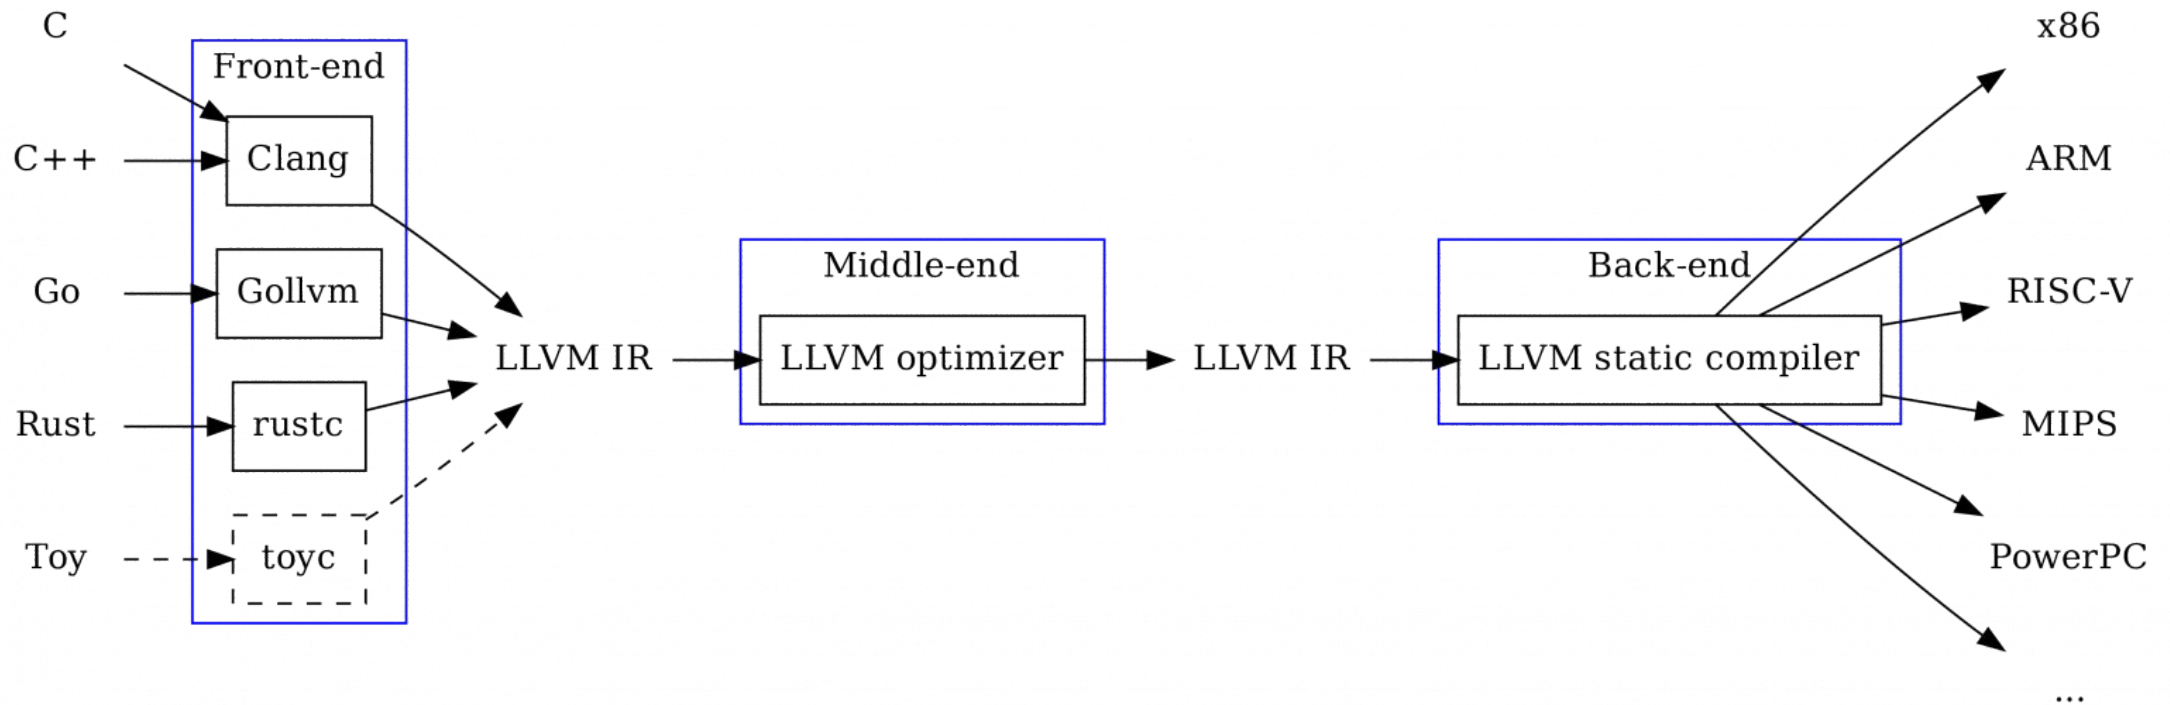 C
C++
Go
Rust
Toy
Front-end
Clang
Gollvm
rustc
toyc
LLVM IR
Middle-end
LLVM optimizer
LLVM IR
Back-end
LLVM static compiler
x86
ARM
RISC-V
MIPS
PowerPC
...